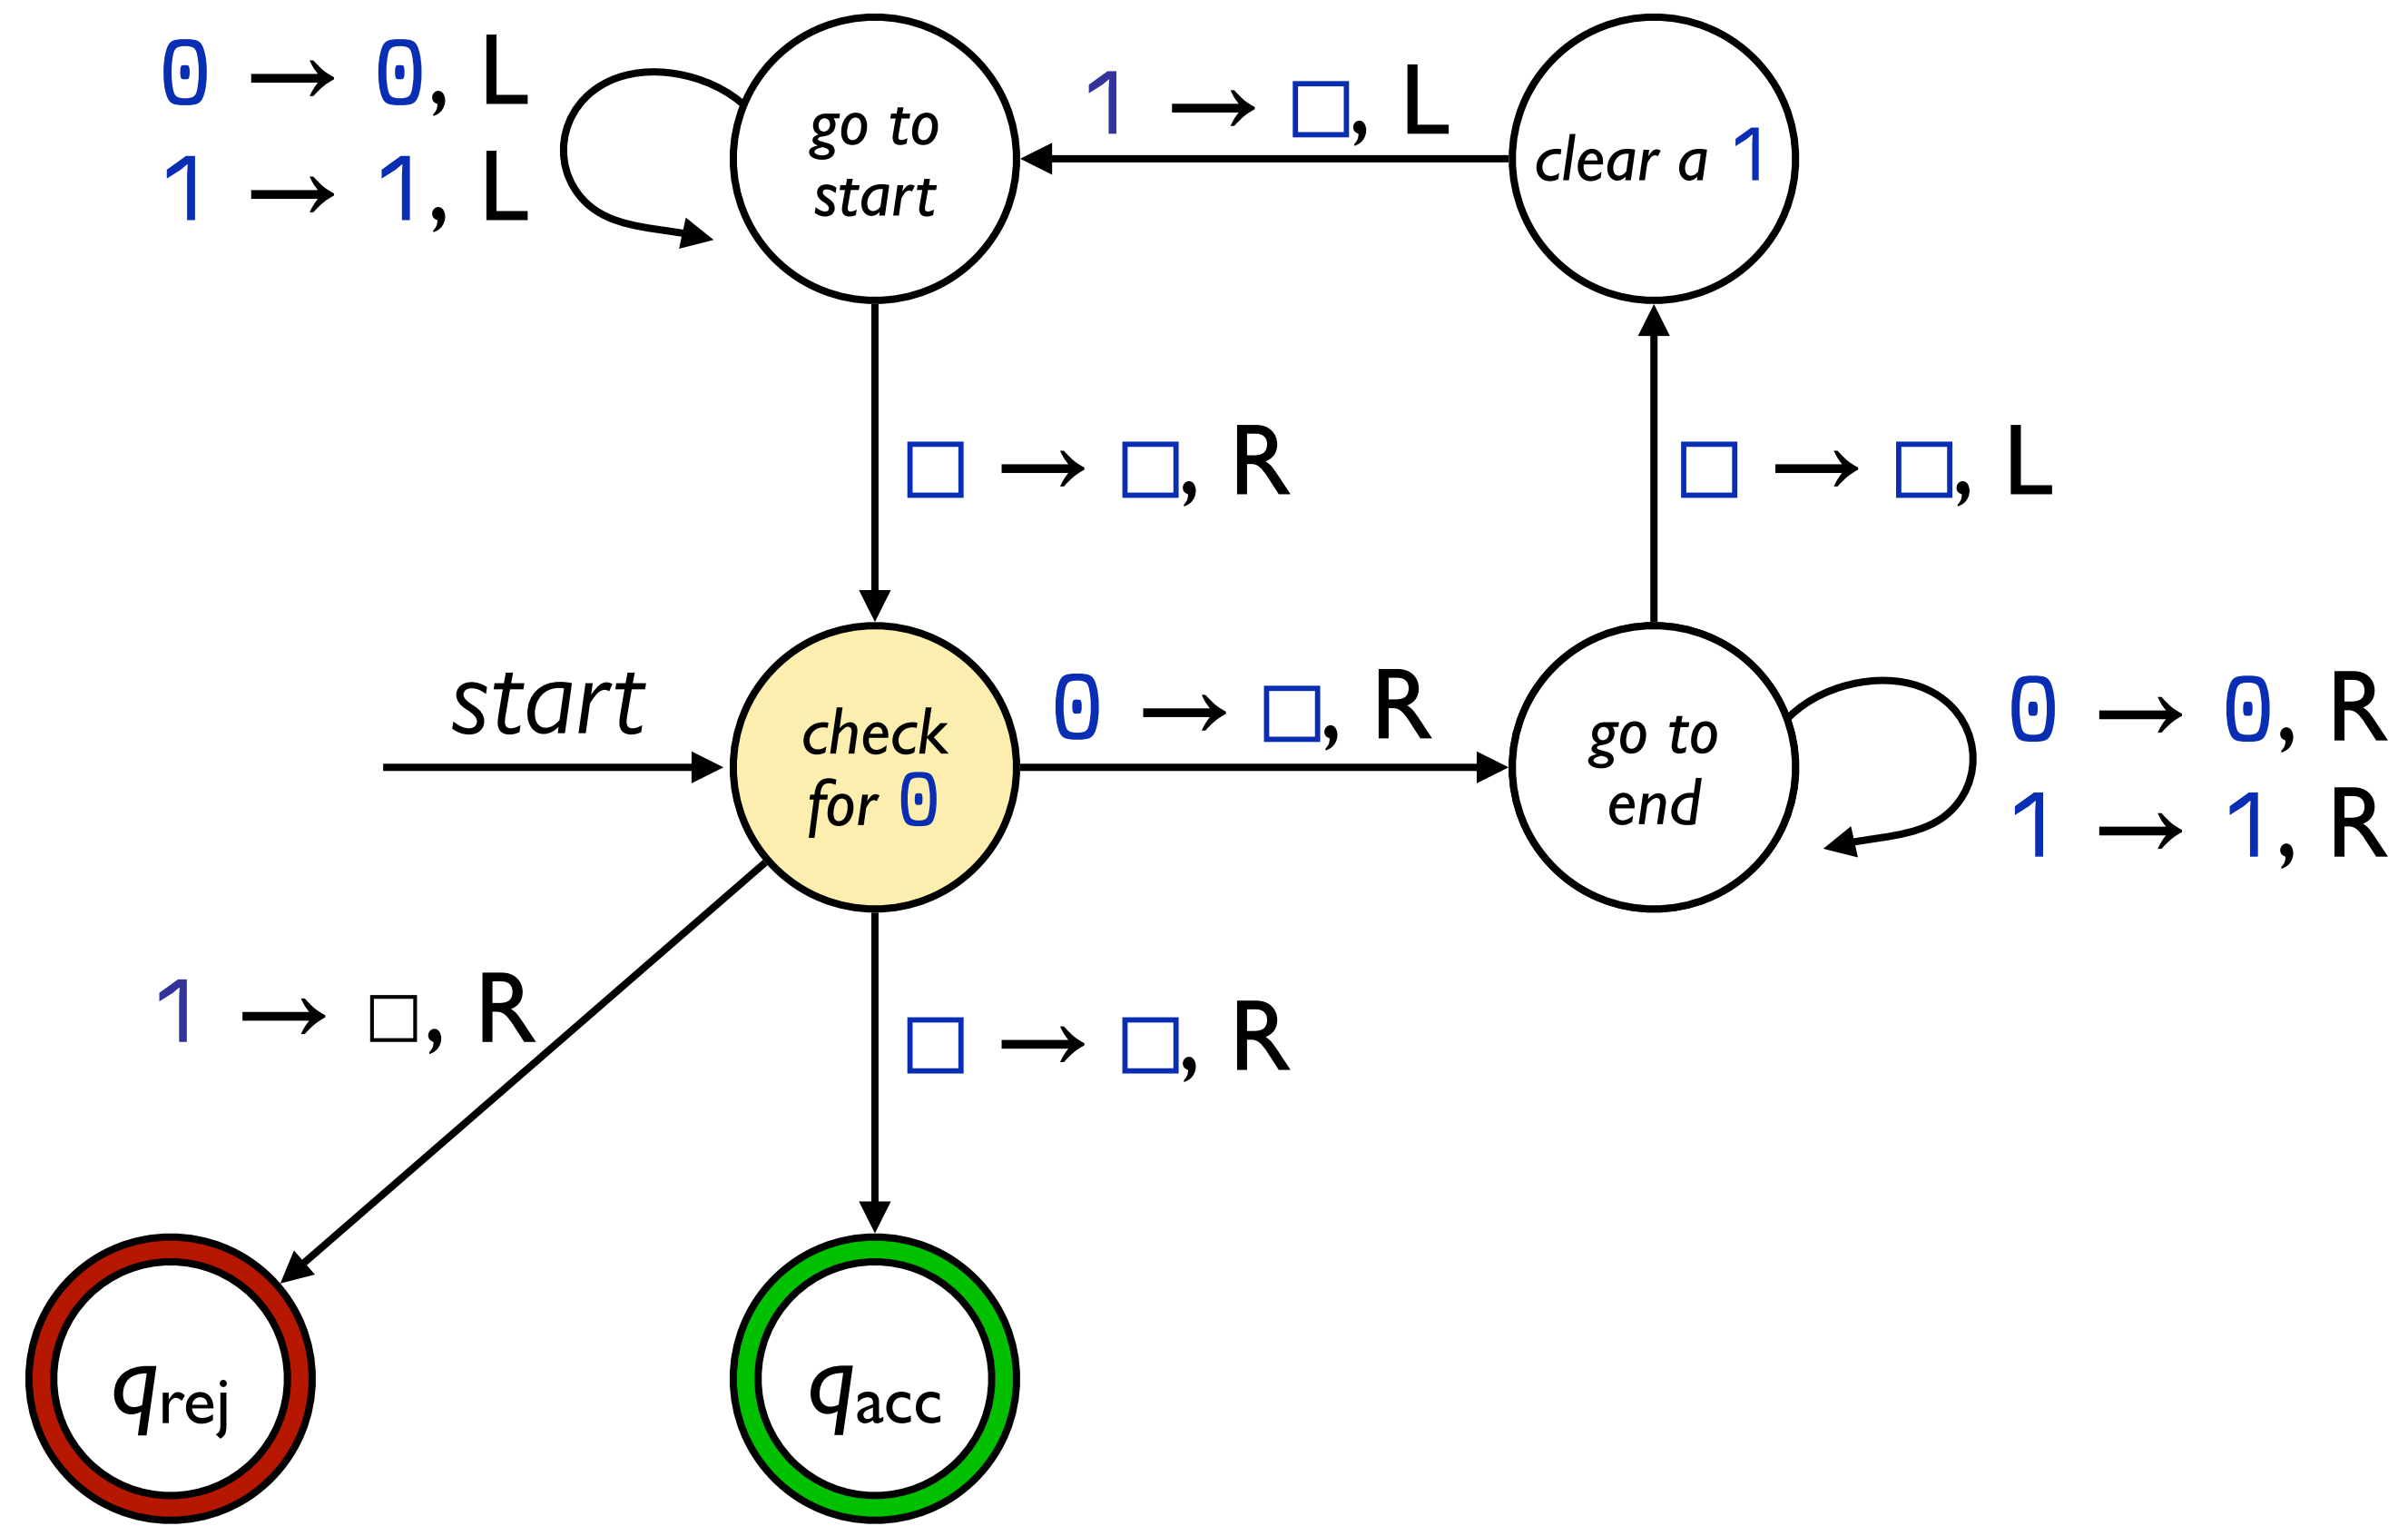 0 → 0, L
1 → 1, L
go to
start
1 → □, L
clear a 1
□ → □, R
□ → □, L
start
check
for 0
0 → □, R
go to
end
0 → 0, R
1 → 1, R
1 → □, R
□ → □, R
qrej
qacc